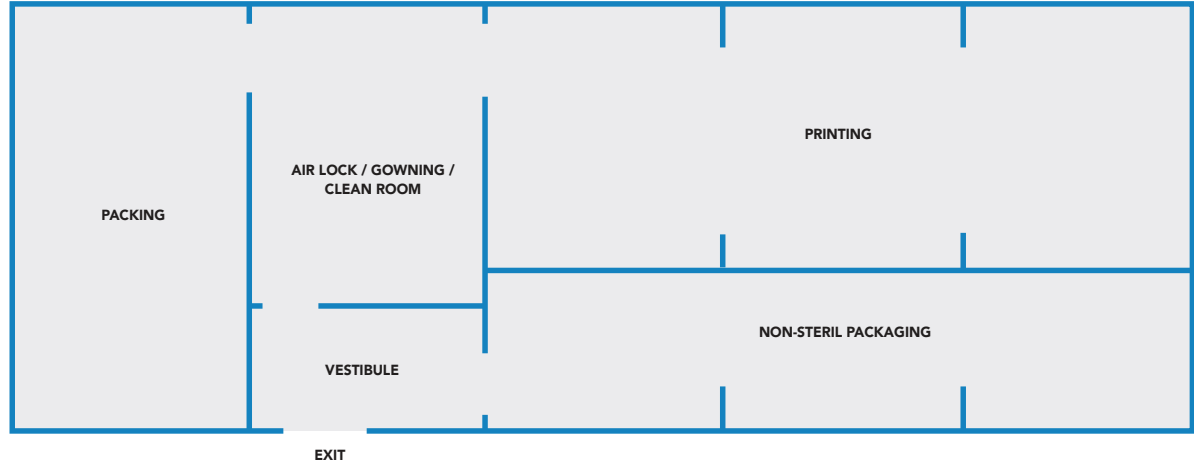 PRINTING
AIR LOCK / GOWNING /
CLEAN ROOM
PACKING
NON-STERIL PACKAGING
VESTIBULE
EXIT